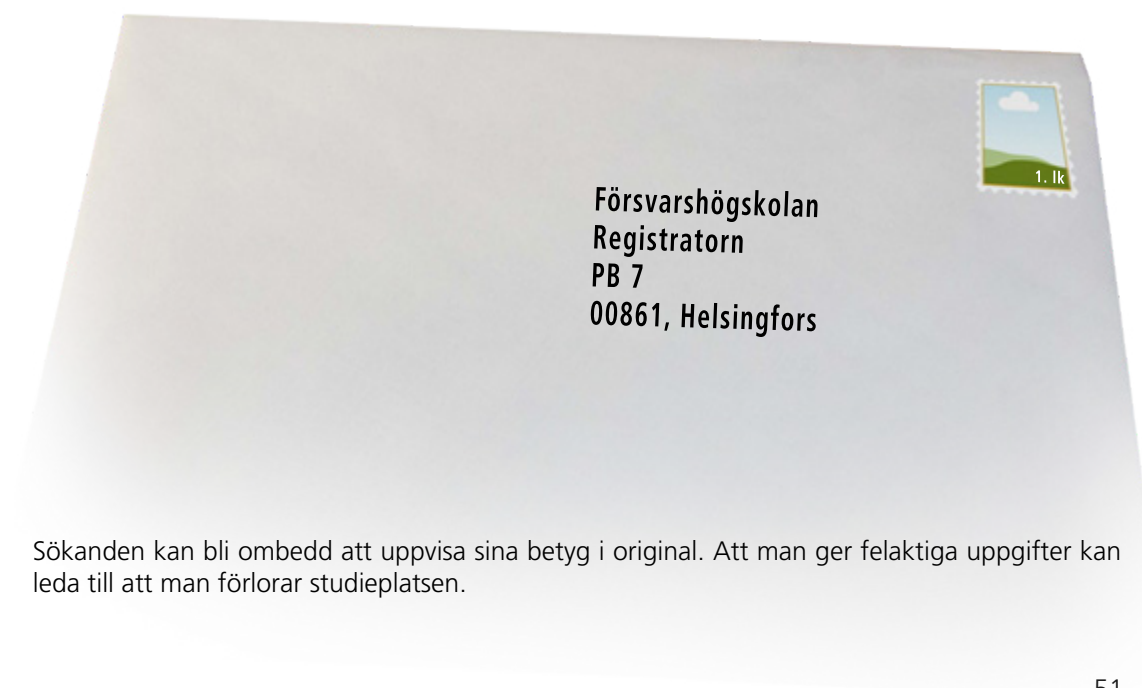 1. lk
Försvarshögskolan
Registratorn
PB 7
00861, Helsingfors
Sökanden kan bli ombedd att uppvisa sina betyg i original. Att man ger felaktiga uppgifter kan
leda till att man förlorar studieplatsen.
51